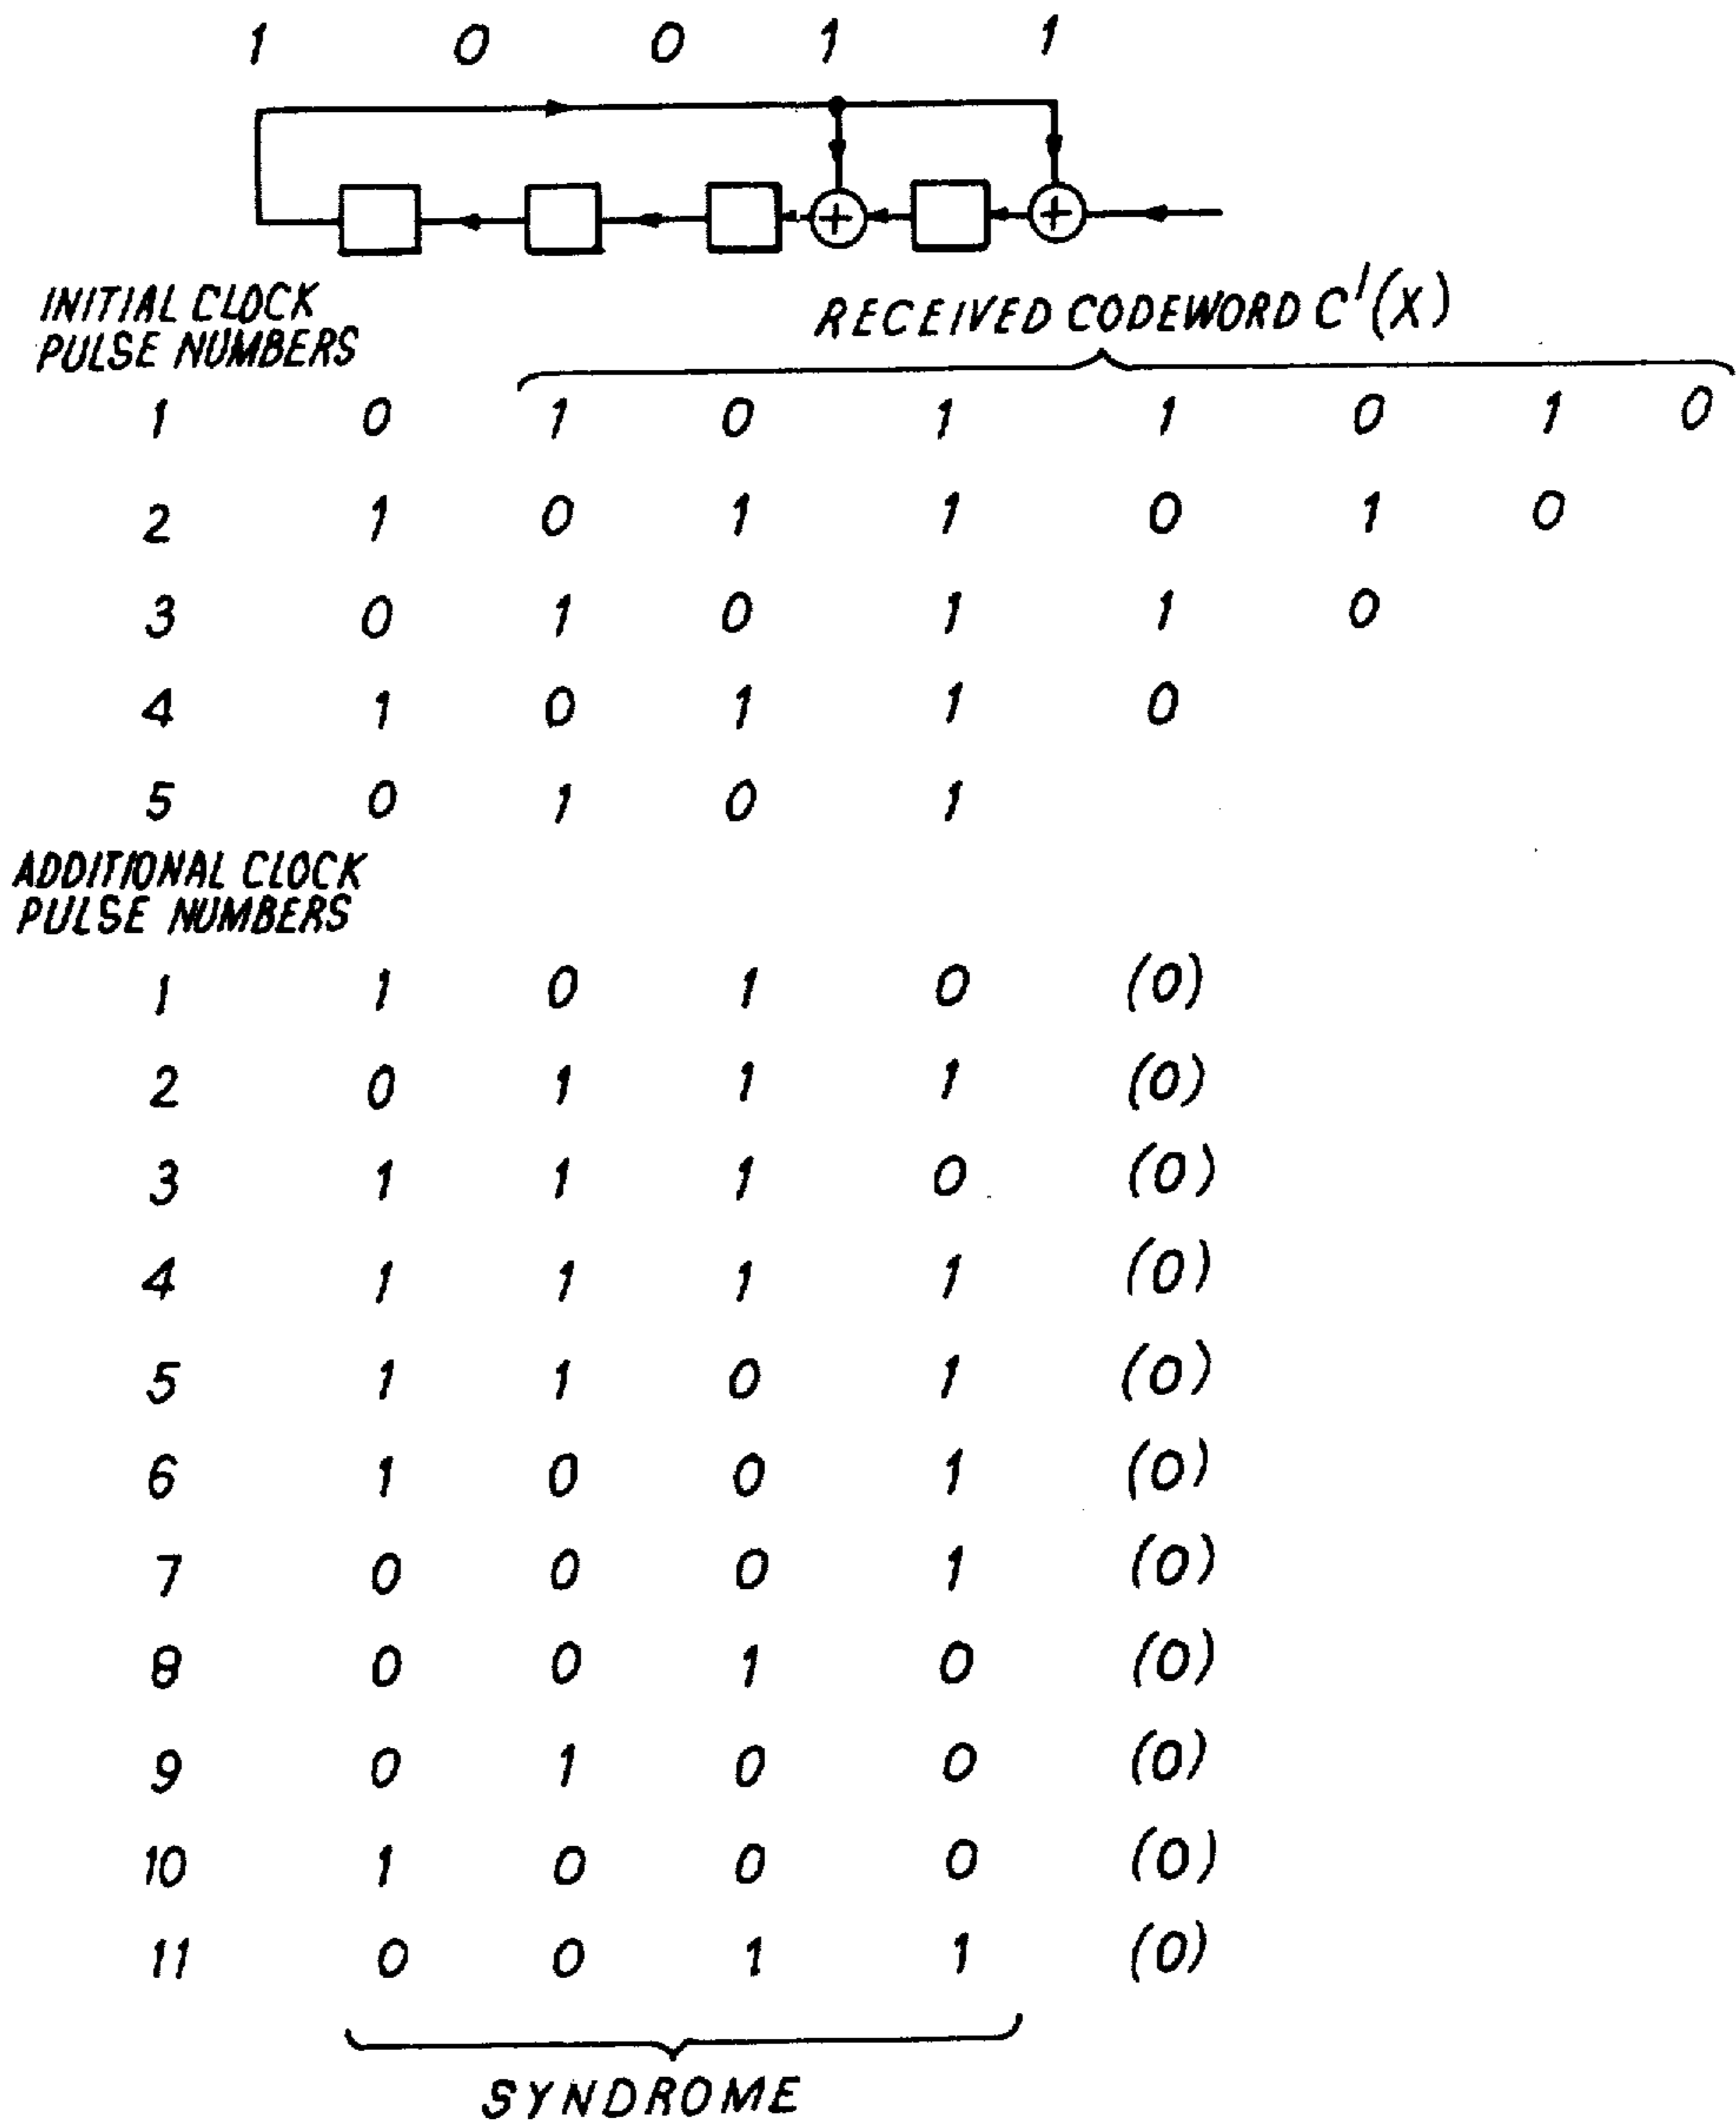 1 0 0 1 1
+ +
INITIAL CLOCK
PULSE NUMBERS
RECEIVED CODEWORD C'(X)
1 0 1 0 1 1 0 1 0
2 1 0 1 1 0 1 0
3 0 1 0 1 1 0
4 1 0 1 1 0
5 0 1 0 1
ADDITIONAL CLOCK
PULSE NUMBERS
1 1 0 1 0 (0)
2 0 1 1 1 (0)
3 1 1 1 0 (0)
4 1 1 1 1 (0)
5 1 1 0 1 (0)
6 1 0 0 1 (0)
7 0 0 0 1 (0)
8 0 0 1 0 (0)
9 0 1 0 0 (0)
10 1 0 0 0 (0)
11 0 0 1 1 (0)
SYNDROME